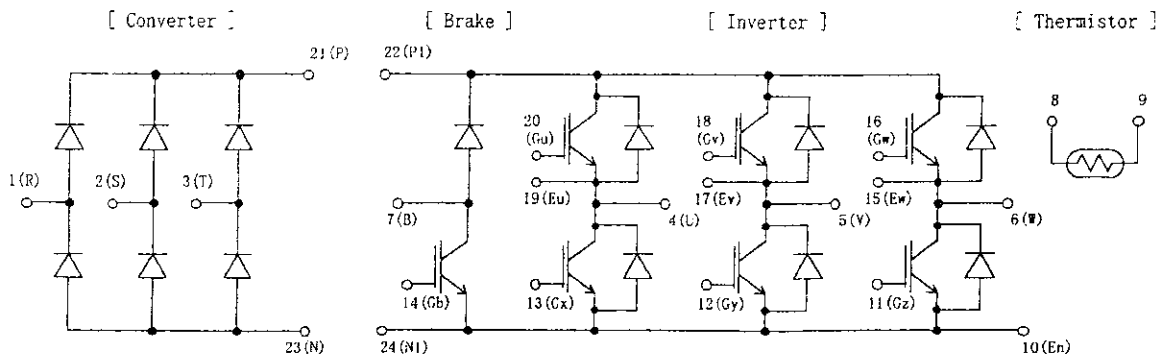 [ Converter ] [ Brake ] [ Inverter ] [ Thermistor ]
21(P) 22(P1)
8 9
20 (Gu) 18 (Gv) 16 (Gw)
1(R) 2(S) 3(T) 19(Eu) 17(Ev) 15(Ew)
7(B) 4(U) 5(V) 6(W)
14(Gb) 13(Gx) 12(Gy) 11(Gz)
23(N) 24(N1) 10(En)